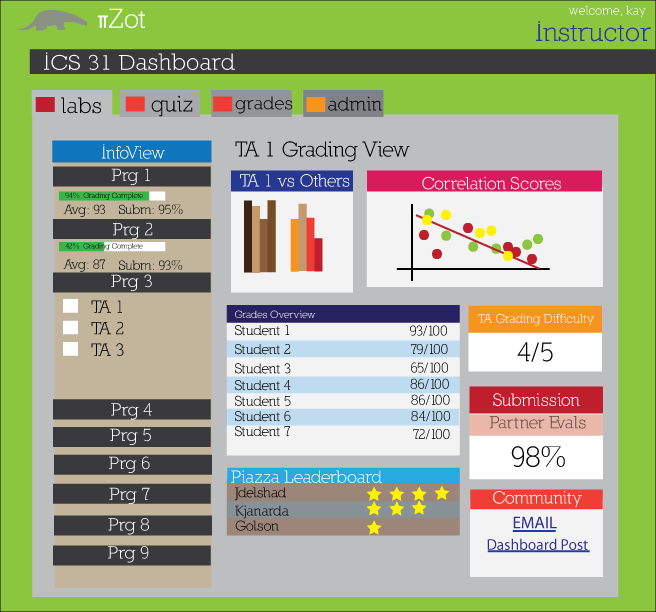 πZot
welcome, kay
instructor
ICS 31 Dashboard
labs
quiz
grades
admin
InfoView
Prg 1
94% Grading Complete
Avg: 93 Subm: 95%
Prg 2
42% Grading Complete
Avg: 87 Subm: 93%
Prg 3
TA 1
TA 2
TA 3
Prg 4
Prg 5
Prg 6
Prg 7
Prg 8
Prg 9
TA 1 Grading View
TA 1 vs Others
Correlation Scores
Grades Overview
Student 1 93/100
Student 2 79/100
Student 3 65/100
Student 4 86/100
Student 5 86/100
Student 6 84/100
Student 7 72/100
TA Grading Difficulty
4/5
Submission
Partner Evals
98%
Piazza Leaderboard
Jdelshad
Kjanarda
Golson
Community
EMAIL
Dashboard Post